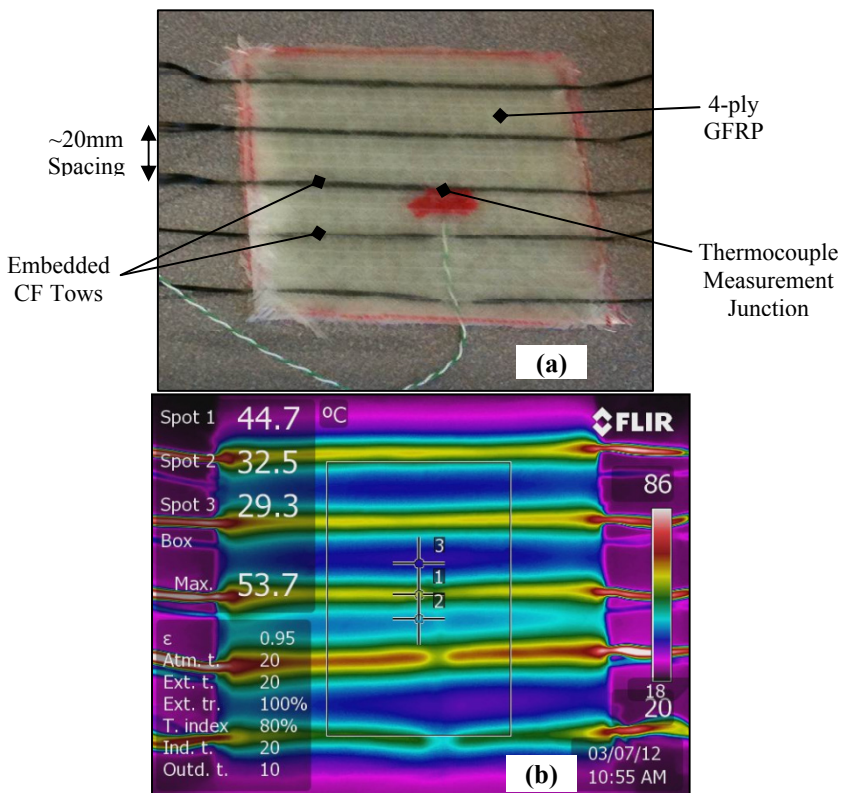 ~20mm
Spacing
4-ply
GFRP
Embedded
CF Tows
Thermocouple
Measurement
Junction
(a)
Spot 1 44.7 ºC
FLIR
Spot 2 32.5
Spot 3 29.3
Box
Max. 53.7
86
3
1
2
ε 0.95
Atm. t. 20
Ext. t. 20
Ext. tr. 100%
T. index 80%
Ind. t. 20
Outd. t. 10
18
20
03/07/12
10:55 AM
(b)